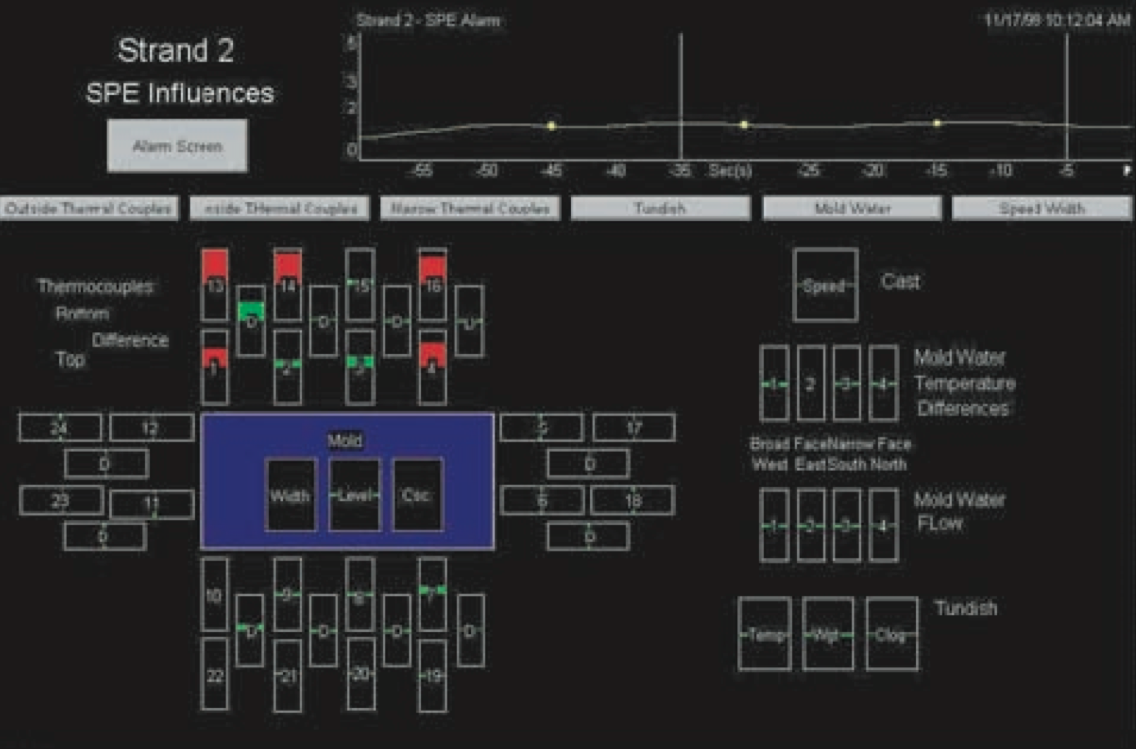 Strand 2 - SPE Alarm
11/17/98 10:12:04 AM
Strand 2
SPE Influences
Alarm Screen
5
3
2
0
-55 -50 -45 -40 -35 Sec(s) -25 -20 -15 -10 -5
Outside Thermal Couples
nside THermal Couples
Narrow Thermal Couples
Tundish
Mold Water
Speed Width
Thermocouples
Bottom
Difference
Top
13 14 15 16
D D D D
1 2 3 4
Speed
Cast
1 2 3 4
Mold Water
Temperature
Differences
Broad Face Narrow Face
West East South North
24 12
D
23 11
D
Mold
Width Level Csc
5 17
D
6 18
D
1 2 3 4
Mold Water
FLow
10 9 8 7
D D D D
22 21 20 19
Temp Wgt Clog
Tundish